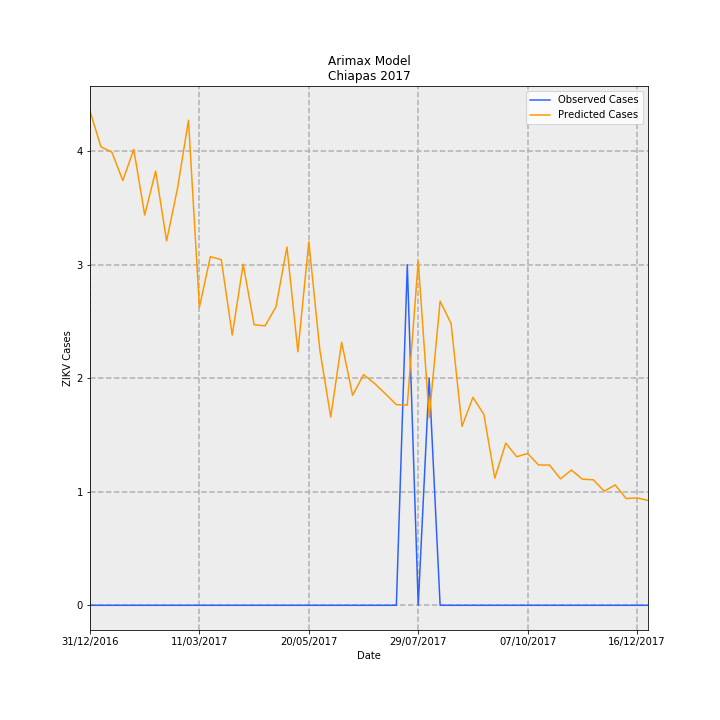 Arimax Model
Chiapas 2017
Observed Cases
Predicted Cases
ZIKV Cases
4
3
2
1
0
31/12/2016 11/03/2017 20/05/2017 29/07/2017 07/10/2017 16/12/2017
Date